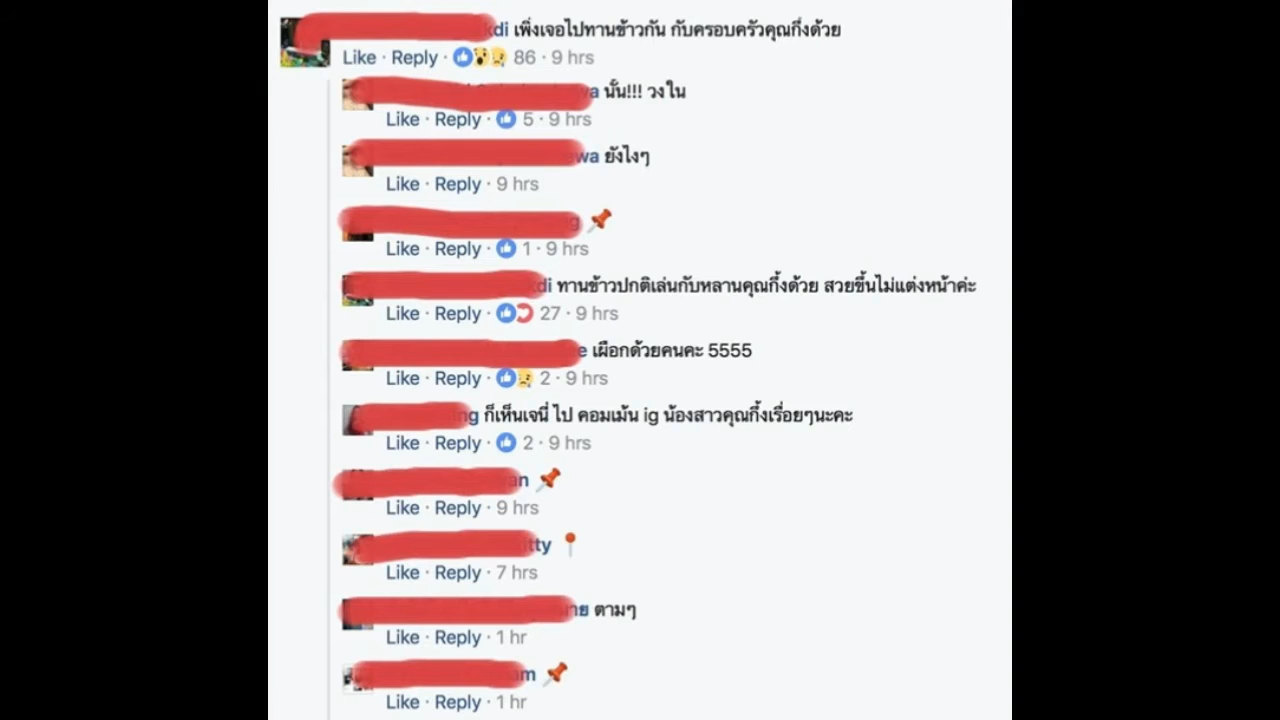 kdi เพิ่งเจอไปทานข้าวกัน กับครอบครัวคุณกึ้งด้วย
Like · Reply · 86 · 9 hrs
a นั้น!!! วงใน
Like · Reply · 5 · 9 hrs
ewa ยังไงๆ
Like · Reply · 9 hrs
g 📌
Like · Reply · 1 · 9 hrs
kdi ทานข้าวปกติเล่นกับหลานคุณกึ้งด้วย สวยขึ้นไม่แต่งหน้าค่ะ
Like · Reply · 27 · 9 hrs
e เผือกด้วยคนคะ 5555
Like · Reply · 2 · 9 hrs
ng ก็เห็นเจนี่ ไป คอมเม้น ig น้องสาวคุณกึ้งเรื่อยๆนะคะ
Like · Reply · 2 · 9 hrs
van 📌
Like · Reply · 9 hrs
itty 📍
Like · Reply · 7 hrs
นาย ตามๆ
Like · Reply · 1 hr
am 📌
Like · Reply · 1 hr